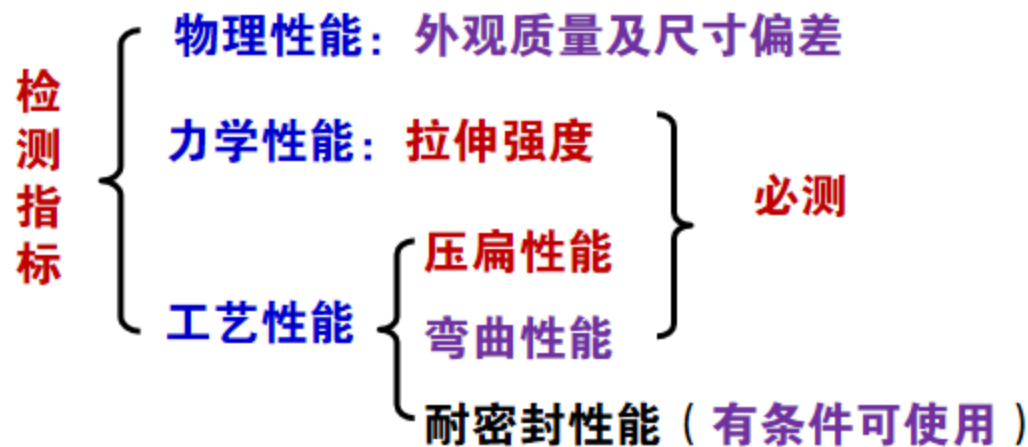 检测指标
物理性能：外观质量及尺寸偏差
力学性能：拉伸强度
必测
工艺性能
压扁性能
弯曲性能
耐密封性能（有条件可使用）